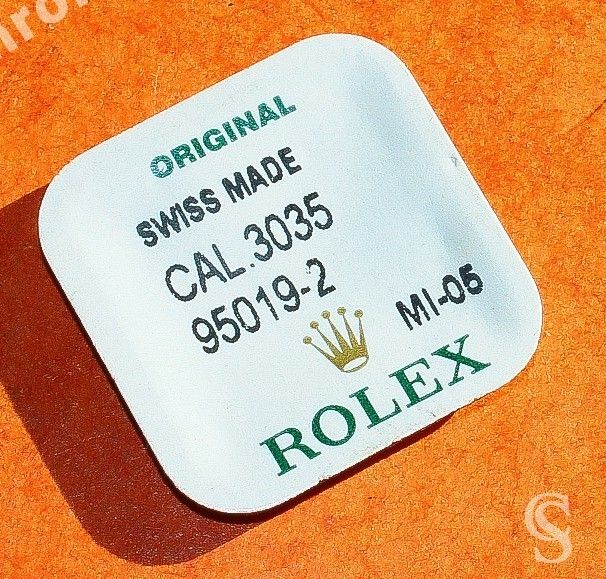 ORIGINAL
SWISS MADE
CAL.3035
95019-2
MI-05
ROLEX